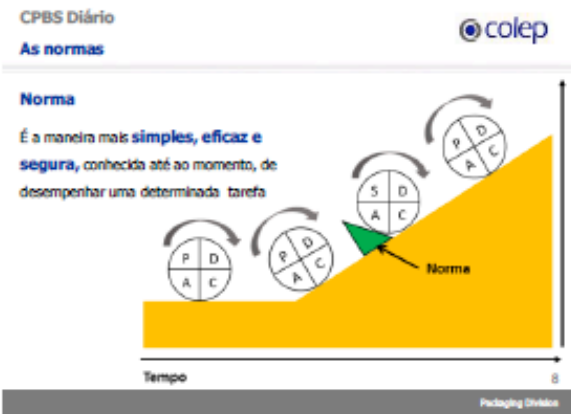 CPBS Diário
As normas
colep
Norma
É a maneira mais simples, eficaz e
segura, conhecida até ao momento, de
desempenhar uma determinada tarefa
P D
A C
P D
A C
S D
A C
P D
A C
Norma
Tempo
8
Packaging Division